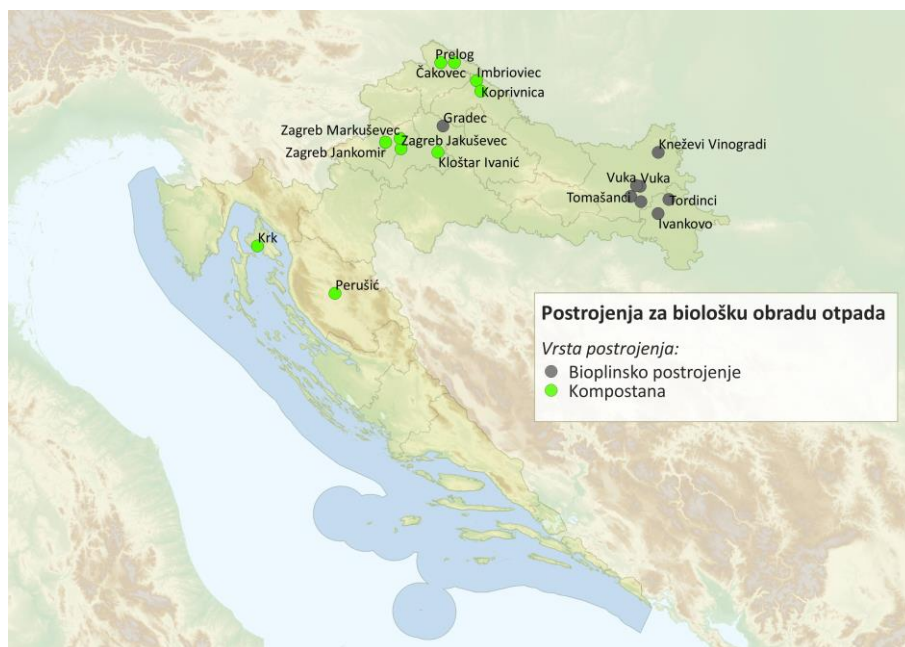 Prelog
Čakovec
Imbrioviec
Koprivnica
Gradec
Zagreb Markuševec
Zagreb Jakuševec
Zagreb Jankomir
Kloštar Ivanić
Kneževi Vinogradi
Vuka Vuka
Tomašanci
Tordinci
Ivankovo
Krk
Perušić
Postrojenja za biološku obradu otpada
Vrsta postrojenja:
Bioplinsko postrojenje
Kompostana